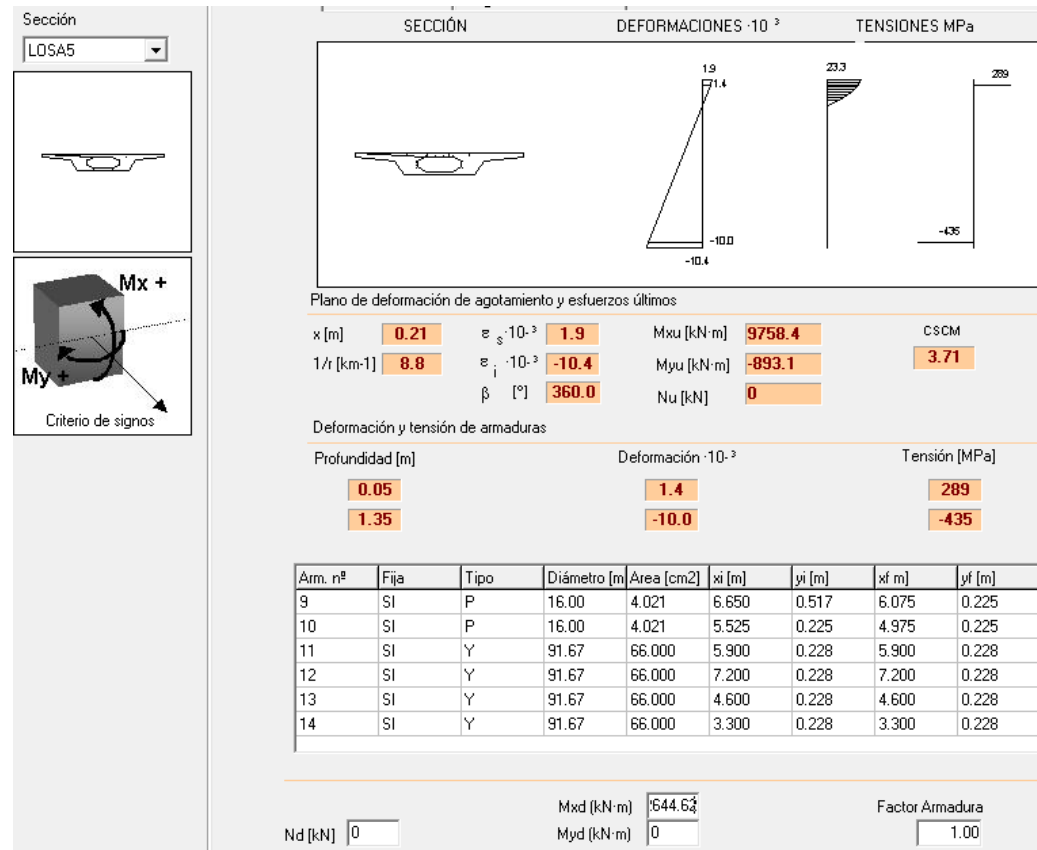 Sección
SECCIÓN DEFORMACIONES ·10 ³ TENSIONES MPa
LOSA5
1.9 23.3 289
1.4
-435
-10.0
-10.4
Mx +
My +
Criterio de signos
Plano de deformación de agotamiento y esfuerzos últimos
x [m] 0.21 ε s ·10-³ 1.9 Mxu [kN·m] 9758.4 CSCM
1/r [km-1] 8.8 ε i ·10-³ -10.4 Myu [kN·m] -893.1 3.71
β [°] 360.0 Nu [kN] 0
Deformación y tensión de armaduras
Profundidad [m] Deformación ·10-³ Tensión [MPa]
0.05 1.4 289
1.35 -10.0 -435
Arm. nº Fija Tipo Diámetro [m Area [cm2] xi [m] yi [m] xf m] yf [m]
9 SI P 16.00 4.021 6.650 0.517 6.075 0.225
10 SI P 16.00 4.021 5.525 0.225 4.975 0.225
11 SI Y 91.67 66.000 5.900 0.228 5.900 0.228
12 SI Y 91.67 66.000 7.200 0.228 7.200 0.228
13 SI Y 91.67 66.000 4.600 0.228 4.600 0.228
14 SI Y 91.67 66.000 3.300 0.228 3.300 0.228
Mxd (kN·m) Factor Armadura
Nd [kN] 0 Myd (kN·m) 0 1.00